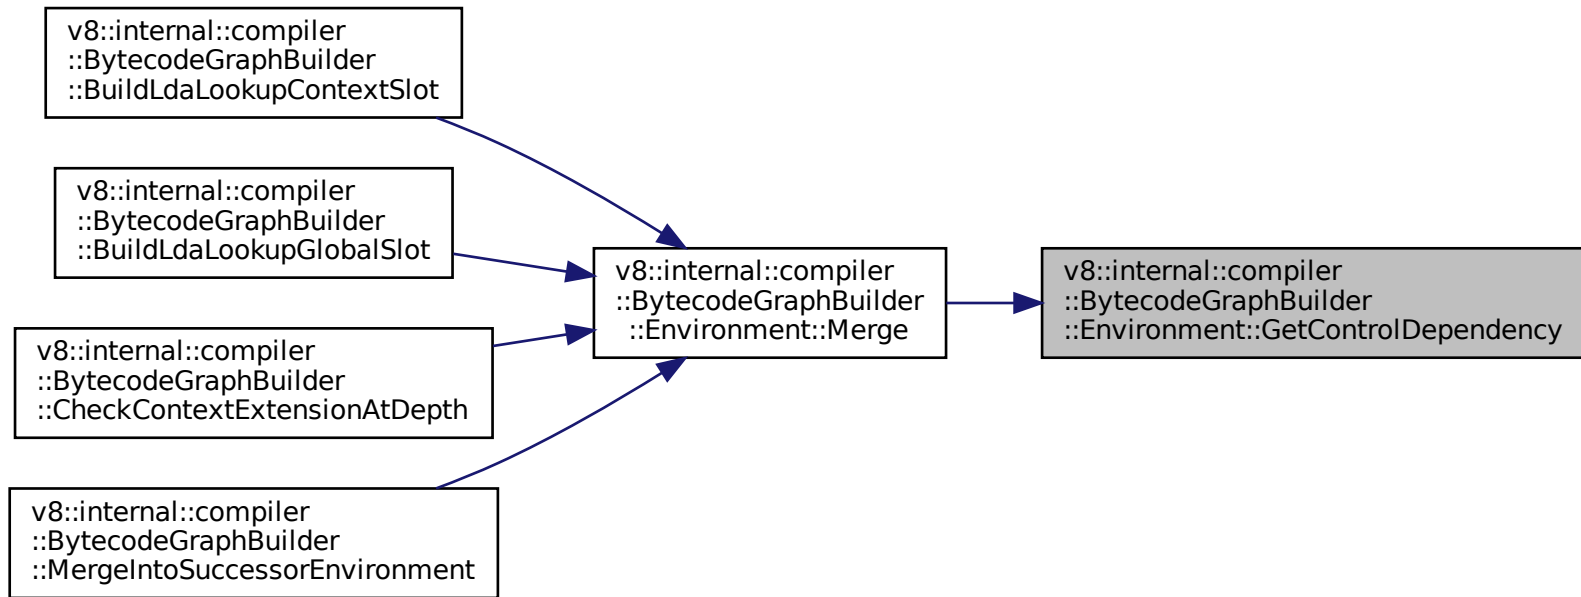 v8::internal::compiler
::BytecodeGraphBuilder
::BuildLdaLookupContextSlot
v8::internal::compiler
::BytecodeGraphBuilder
::BuildLdaLookupGlobalSlot
v8::internal::compiler
::BytecodeGraphBuilder
::CheckContextExtensionAtDepth
v8::internal::compiler
::BytecodeGraphBuilder
::MergeIntoSuccessorEnvironment
v8::internal::compiler
::BytecodeGraphBuilder
::Environment::Merge
v8::internal::compiler
::BytecodeGraphBuilder
::Environment::GetControlDependency